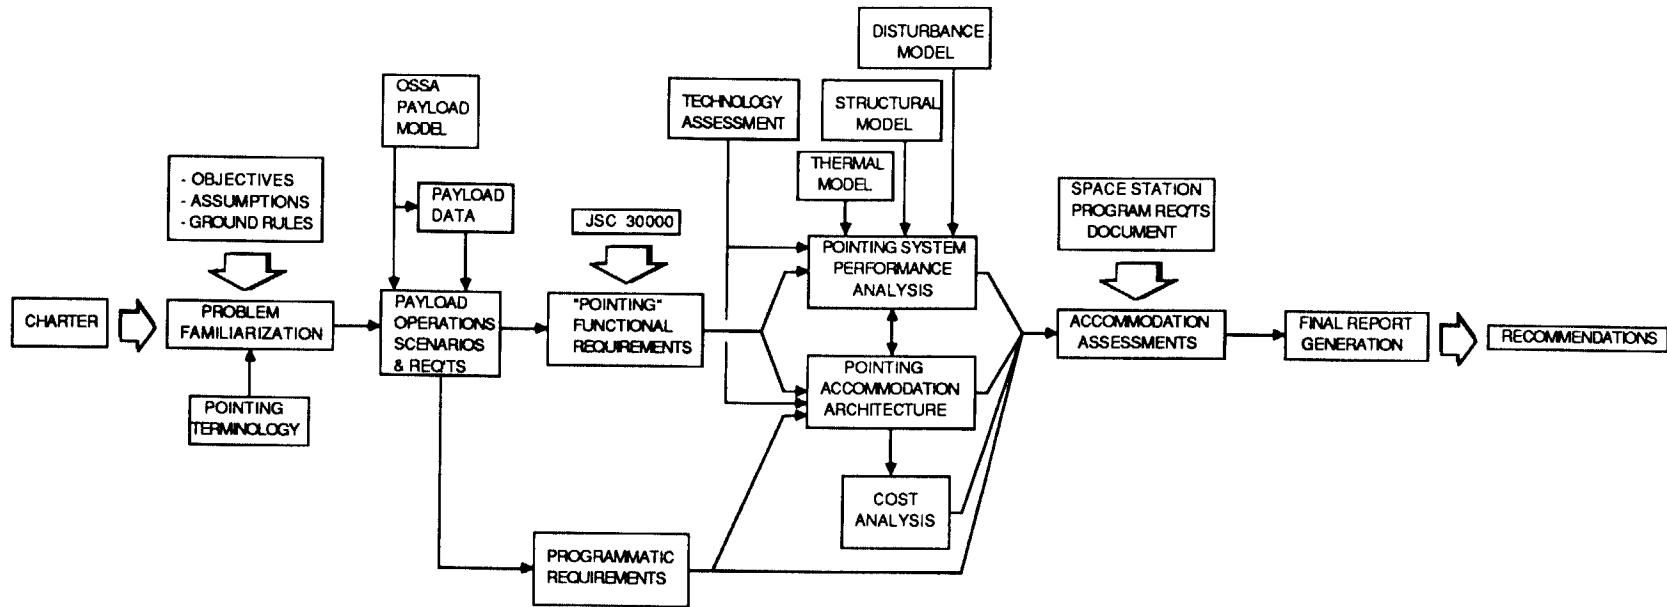 DISTURBANCE
MODEL
OSSA
PAYLOAD
MODEL
TECHNOLOGY
ASSESSMENT
STRUCTURAL
MODEL
THERMAL
MODEL
- OBJECTIVES
- ASSUMPTIONS
- GROUND RULES
PAYLOAD
DATA
JSC 30000
SPACE STATION
PROGRAM REQ'TS
DOCUMENT
CHARTER
PROBLEM
FAMILIARIZATION
PAYLOAD
OPERATIONS
SCENARIOS
& REQ'TS
"POINTING"
FUNCTIONAL
REQUIREMENTS
POINTING SYSTEM
PERFORMANCE
ANALYSIS
ACCOMMODATION
ASSESSMENTS
FINAL REPORT
GENERATION
RECOMMENDATIONS
POINTING
TERMINOLOGY
POINTING
ACCOMMODATION
ARCHITECTURE
COST
ANALYSIS
PROGRAMMATIC
REQUIREMENTS